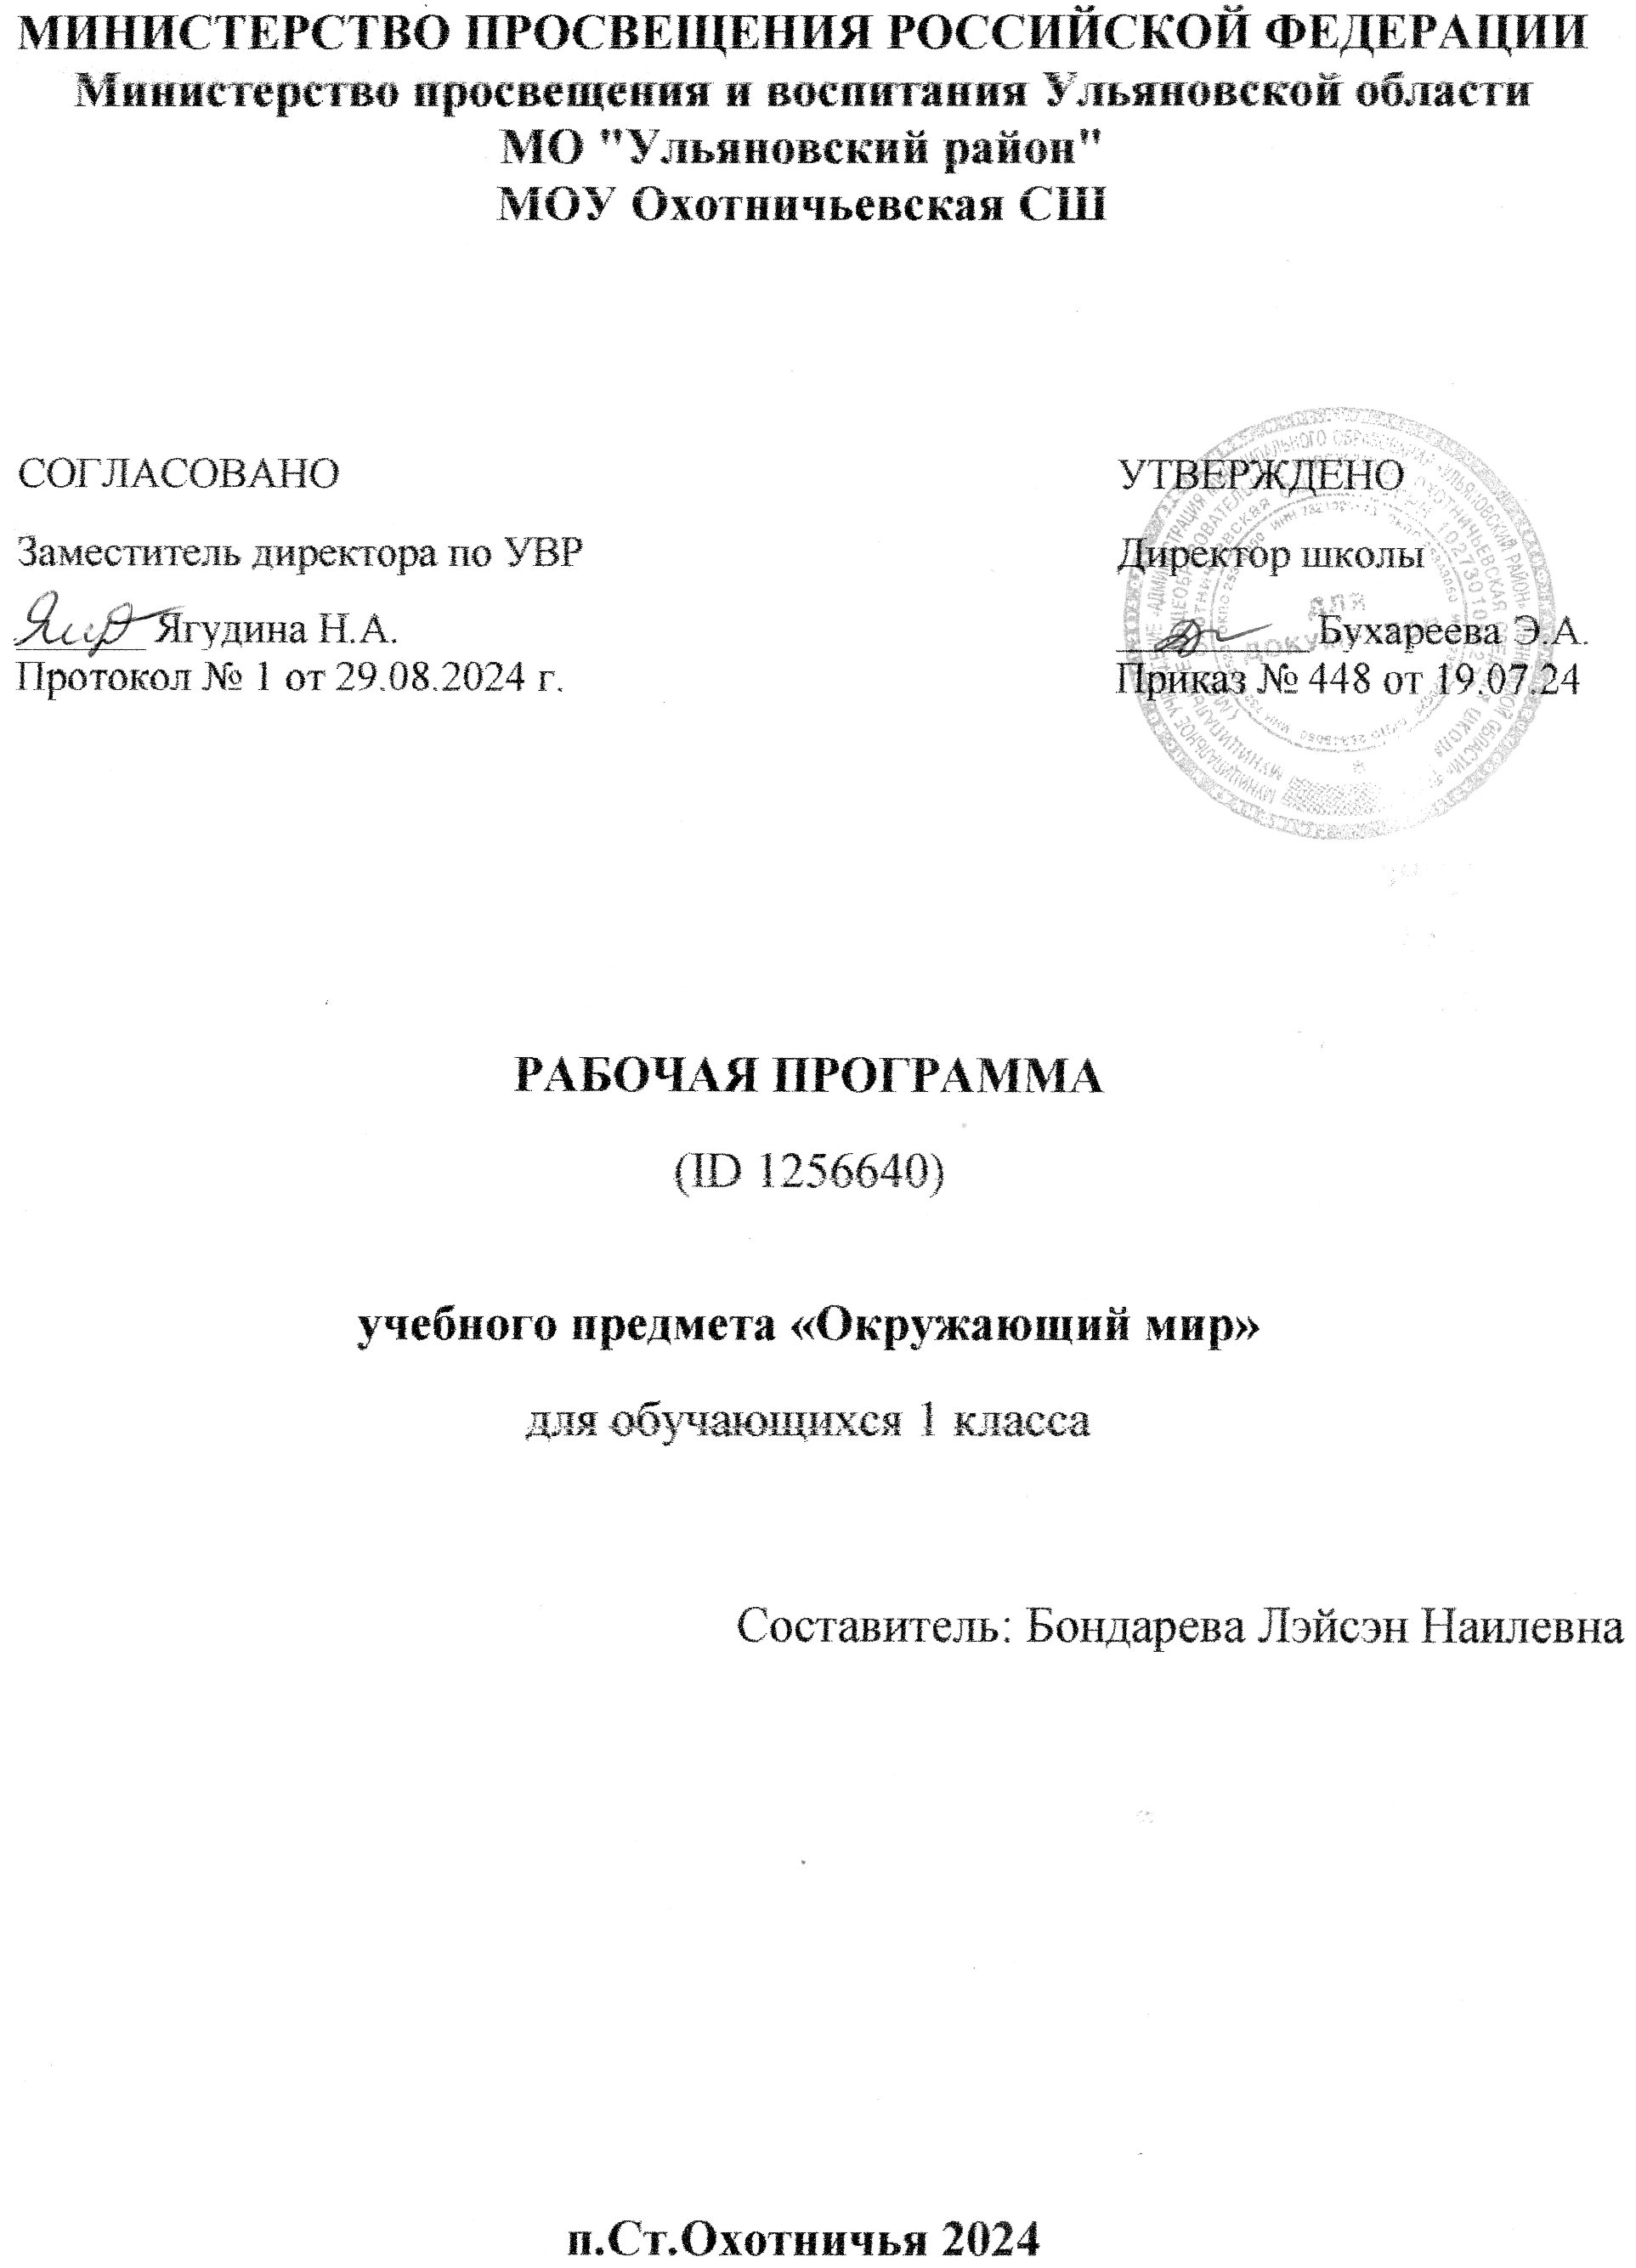 МИНИСТЕРСТВО ПРОСВЕЩЕНИЯ РОССИЙСКОЙ ФЕДЕРАЦИИ
Министерство просвещения и воспитания Ульяновской области
МО "Ульяновский район"
МОУ Охотничьевская СШ
СОГЛАСОВАНО
Заместитель директора по УВР
Ягудина Н.А.
Протокол № 1 от 29.08.2024 г.
УТВЕРЖДЕНО
Директор школы
Бухареева Э.А.
Приказ № 448 от 19.07.24
ДЛЯ
РАБОЧАЯ ПРОГРАММА
(ID 1256640)
учебного предмета «Окружающий мир»
для обучающихся 1 класса
Составитель: Бондарева Лэйсэн Наилевна
п.Ст.Охотничья 2024